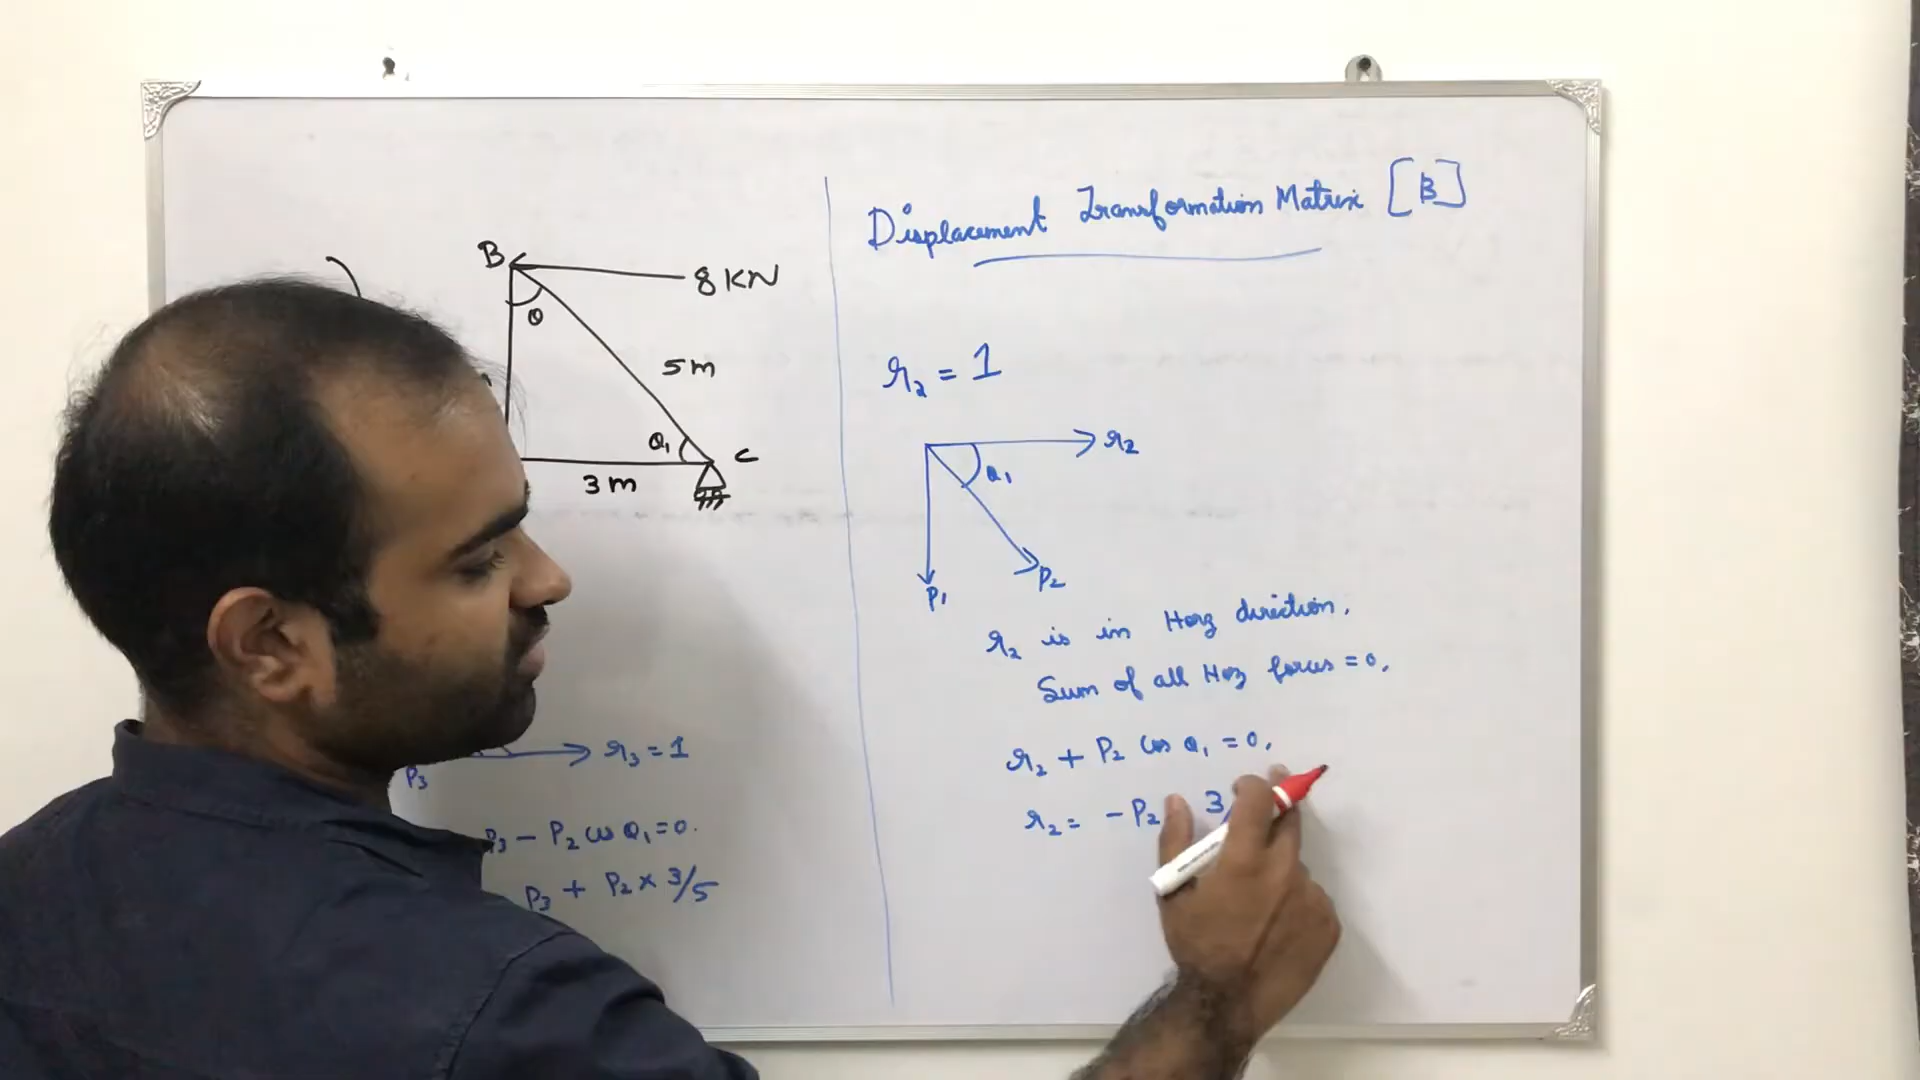 B
8 KN
θ
5 m
θ₁
C
3 m
r₃ = 1
P₃
P₃ - P₂ cos θ₁ = 0.
P₃ + P₂ × 3/5
Displacement Transformation Matrix [B]
r₂ = 1
r₂
θ₁
P₂
P₁
r₂ is in Horz direction.
Sum of all Hoz forces = 0,
r₂ + P₂ cos θ₁ = 0,
r₂ = - P₂ 3/